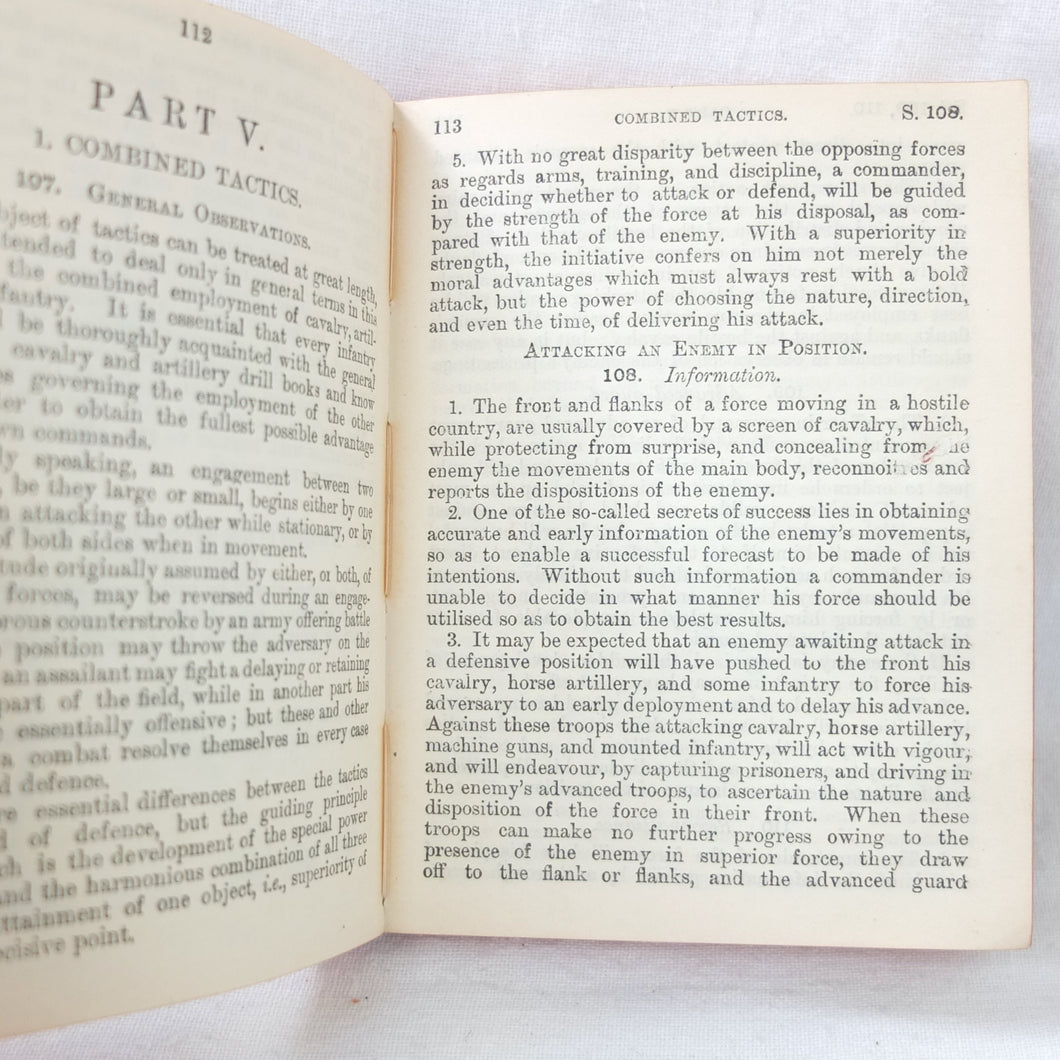 112
PART V.
1. COMBINED TACTICS.
107. GENERAL OBSERVATIONS.
object of tactics can be treated at great length,
tended to deal only in general terms in this
the combined employment of cavalry, artil-
fantry. It is essential that every infantry
be thoroughly acquainted with the general
cavalry and artillery drill books and know
es governing the employment of the other
er to obtain the fullest possible advantage
wn commands.
ly speaking, an engagement between two
, be they large or small, begins either by one
n attacking the other while stationary, or by
of both sides when in movement.
tude originally assumed by either, or both, of
forces, may be reversed during an engage-
orous counterstroke by an army offering battle
position may throw the adversary on the
an assailant may fight a delaying or retaining
part of the field, while in another part his
essentially offensive; but these and other
a combat resolve themselves in every case
d defence.
re essential differences between the tactics
d of defence, but the guiding principle
ch is the development of the special power
and the harmonious combination of all three
ttainment of one object, i.e., superiority of
ecisive point.
113 COMBINED TACTICS. S. 108.
5. With no great disparity between the opposing forces
as regards arms, training, and discipline, a commander,
in deciding whether to attack or defend, will be guided
by the strength of the force at his disposal, as com-
pared with that of the enemy. With a superiority in
strength, the initiative confers on him not merely the
moral advantages which must always rest with a bold
attack, but the power of choosing the nature, direction,
and even the time, of delivering his attack.
ATTACKING AN ENEMY IN POSITION.
108. Information.
1. The front and flanks of a force moving in a hostile
country, are usually covered by a screen of cavalry, which,
while protecting from surprise, and concealing from
enemy the movements of the main body, reconnoitres and
reports the dispositions of the enemy.
2. One of the so-called secrets of success lies in obtaining
accurate and early information of the enemy's movements,
so as to enable a successful forecast to be made of his
intentions. Without such information a commander is
unable to decide in what manner his force should be
utilised so as to obtain the best results.
3. It may be expected that an enemy awaiting attack in
a defensive position will have pushed to the front his
cavalry, horse artillery, and some infantry to force his
adversary to an early deployment and to delay his advance.
Against these troops the attacking cavalry, horse artillery,
machine guns, and mounted infantry, will act with vigour,
and will endeavour, by capturing prisoners, and driving in
the enemy's advanced troops, to ascertain the nature and
disposition of the force in their front. When these
troops can make no further progress owing to the
presence of the enemy in superior force, they draw
off to the flank or flanks, and the advanced guard